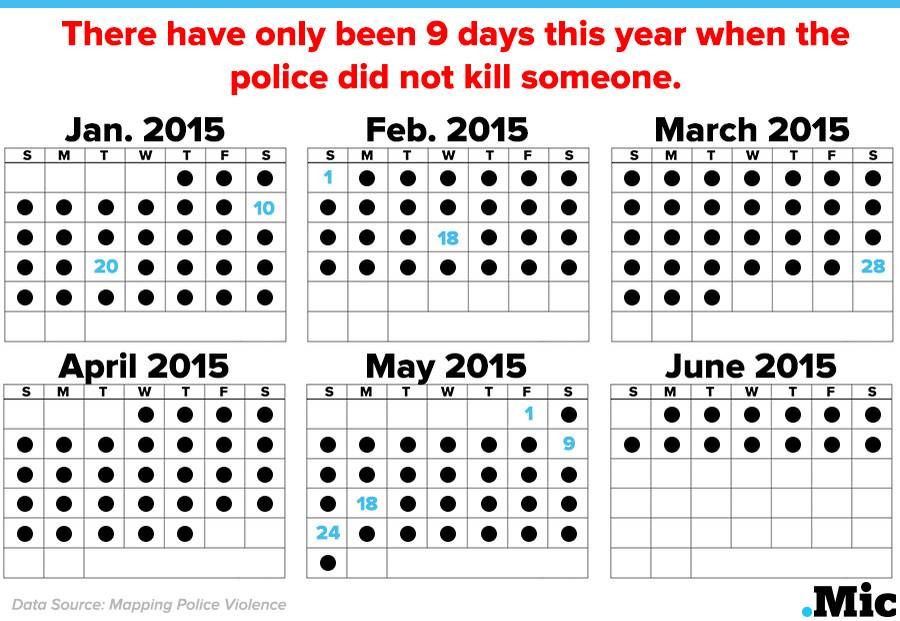 There have only been 9 days this year when the
police did not kill someone.
Jan. 2015
S M T W T F S
10
20
Feb. 2015
S M T W T F S
1
18
March 2015
S M T W T F S
28
April 2015
S M T W T F S
May 2015
S M T W T F S
1
9
18
24
June 2015
S M T W T F S
Data Source: Mapping Police Violence
.Mic